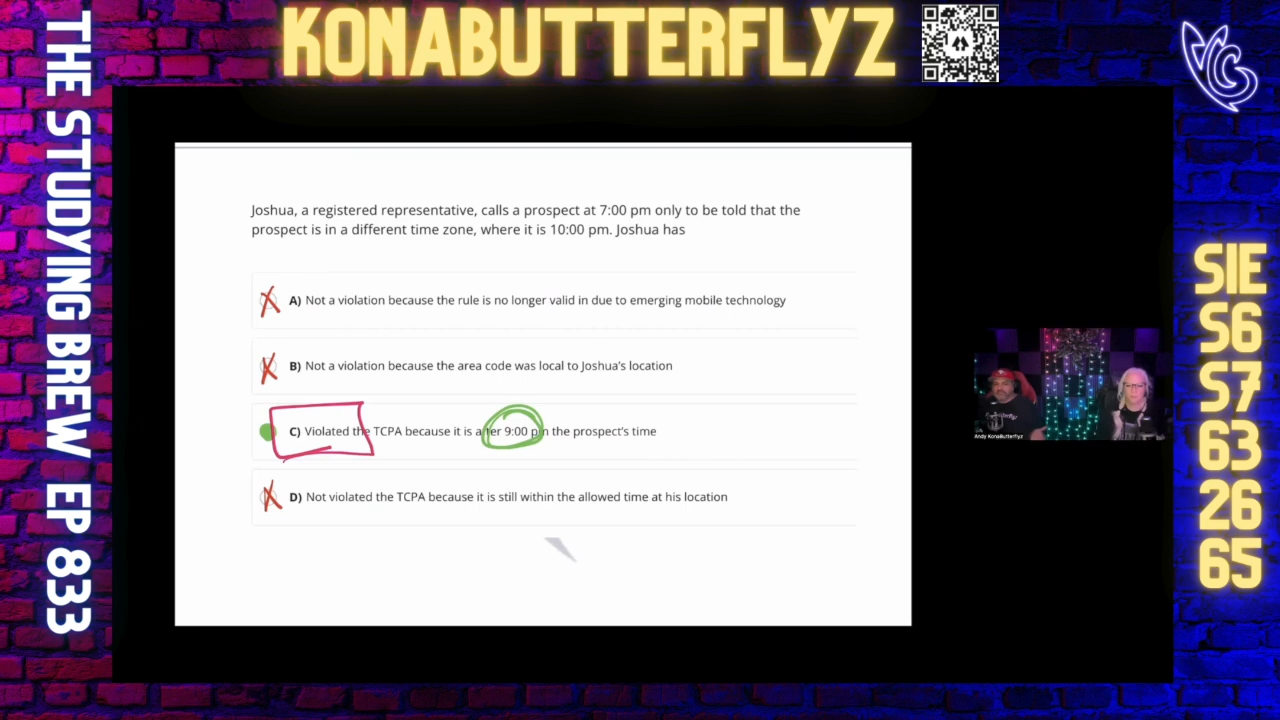 KONABUTTERFLYZ
THE STUDYING BREW EP 833
Joshua, a registered representative, calls a prospect at 7:00 pm only to be told that the
prospect is in a different time zone, where it is 10:00 pm. Joshua has
A) Not a violation because the rule is no longer valid in due to emerging mobile technology
B) Not a violation because the area code was local to Joshua's location
C) Violated the TCPA because it is after 9:00 pm in the prospect's time
D) Not violated the TCPA because it is still within the allowed time at his location
Andy KonaButterflyz
SIE
S6
S7
63
26
65